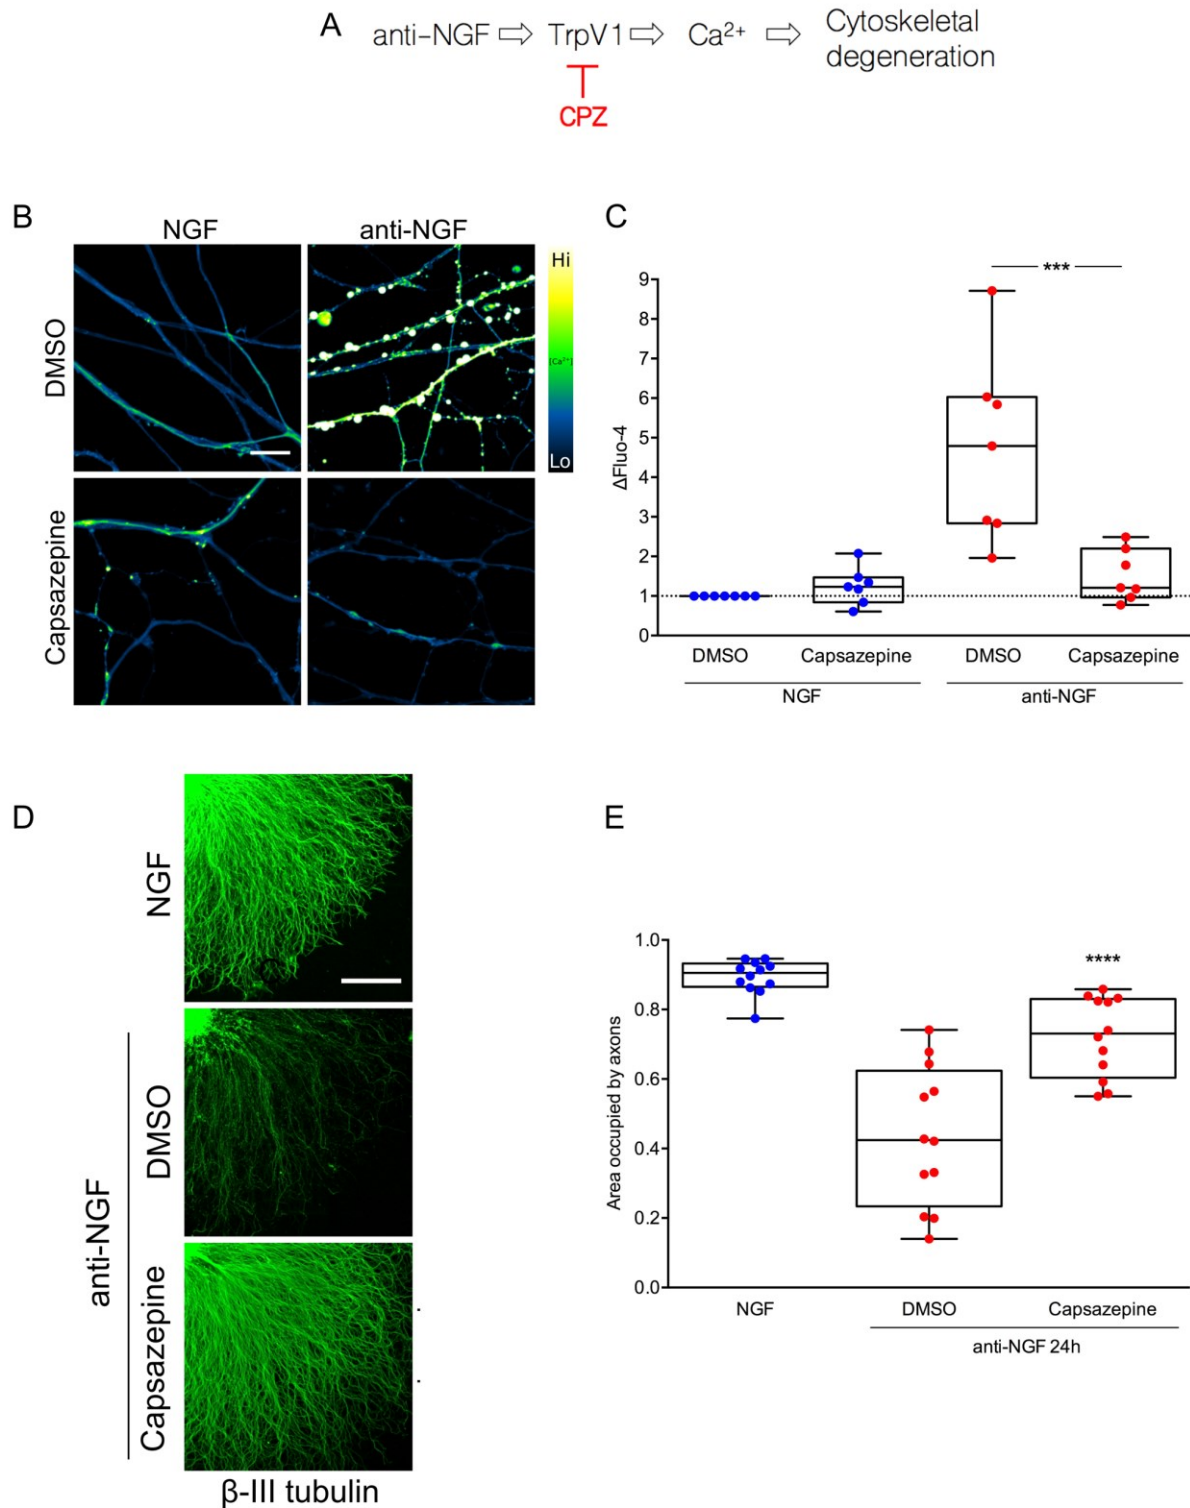 A
anti–NGF ⇨ TrpV1 ⇨ Ca²⁺ ⇨ Cytoskeletal
degeneration
CPZ
B
NGF anti-NGF
DMSO
Capsazepine
Hi
[Ca²⁺]
Lo
C
***
ΔFluo-4
9
8
7
6
5
4
3
2
1
0
DMSO Capsazepine DMSO Capsazepine
NGF anti-NGF
D
NGF
anti-NGF
DMSO
Capsazepine
β-III tubulin
E
****
Area occupied by axons
1.0
0.8
0.6
0.4
0.2
0.0
NGF DMSO Capsazepine
anti-NGF 24h